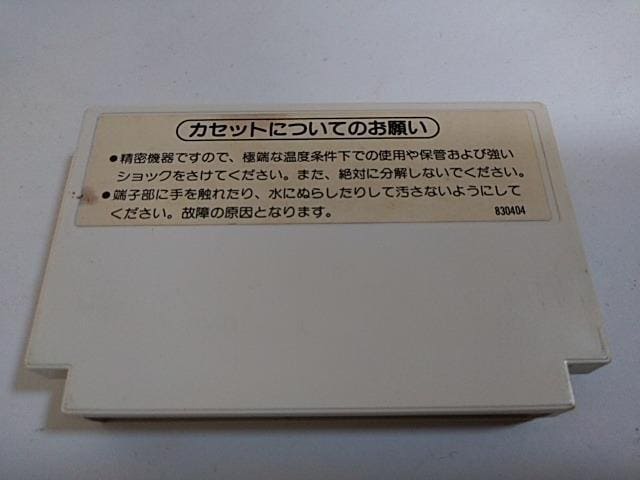 カセットについてのお願い
●精密機器ですので、極端な温度条件下での使用や保管および強い
ショックをさけてください。また、絶対に分解しないでください。
●端子部に手を触れたり、水にぬらしたりして汚さないようにして
ください。故障の原因となります。
830404